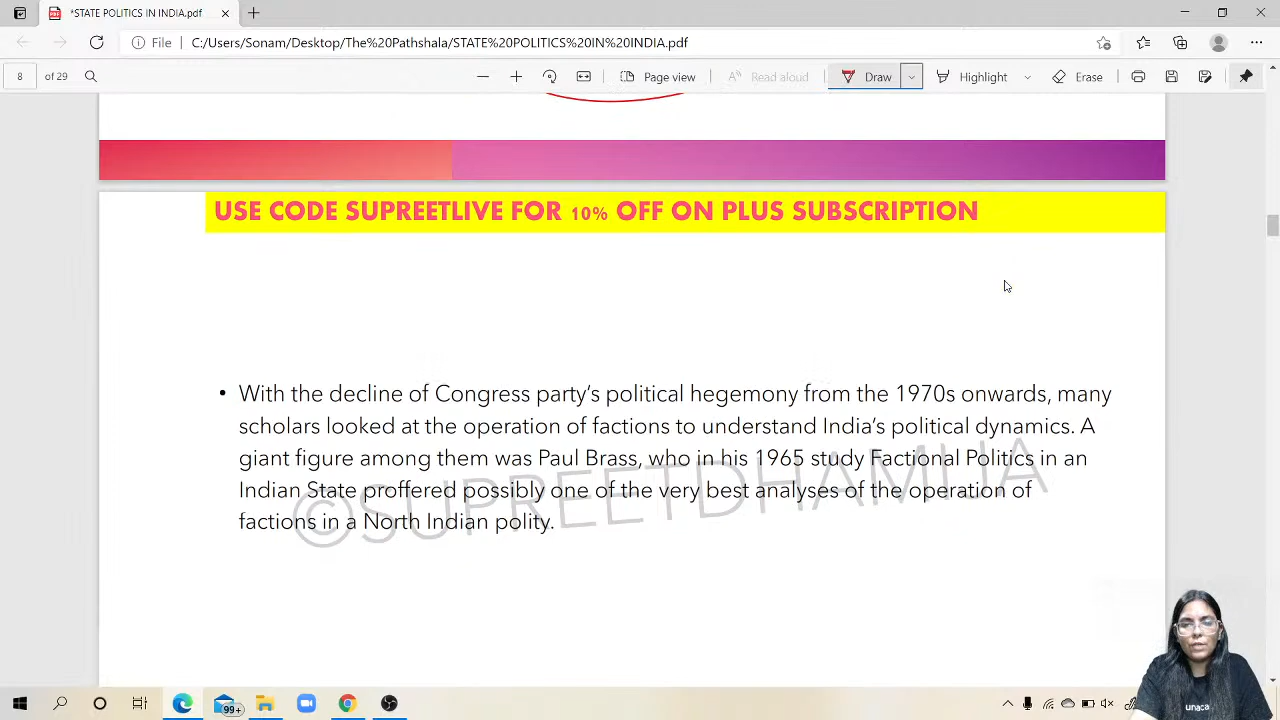 *STATE POLITICS IN INDIA.pdf
File
C:/Users/Sonam/Desktop/The%20Pathshala/STATE%20POLITICS%20IN%20INDIA.pdf
8 of 29
Page view
Read aloud
Draw
Highlight
Erase
USE CODE SUPREETLIVE FOR 10% OFF ON PLUS SUBSCRIPTION
• With the decline of Congress party's political hegemony from the 1970s onwards, many
scholars looked at the operation of factions to understand India's political dynamics. A
giant figure among them was Paul Brass, who in his 1965 study Factional Politics in an
Indian State proffered possibly one of the very best analyses of the operation of
factions in a North Indian polity.
©SUPREETDHAMIJA
99+
unaca